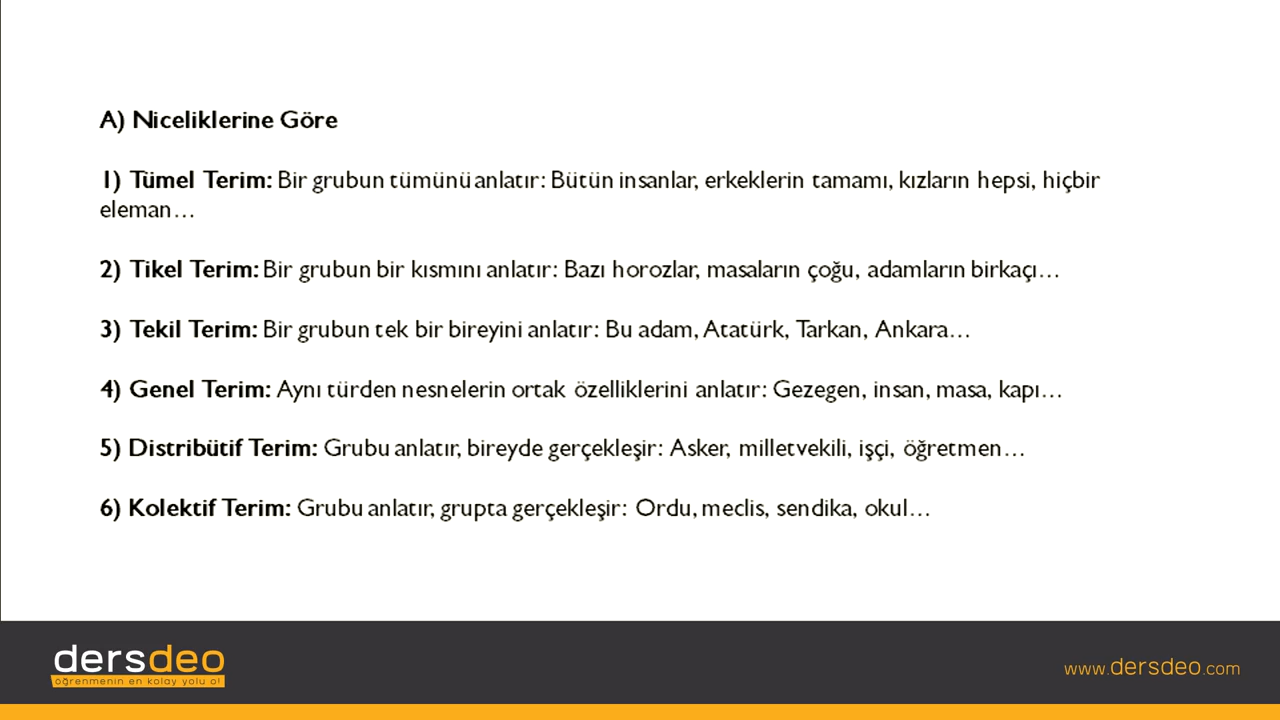 A) Niceliklerine Göre
1) Tümel Terim: Bir grubun tümünü anlatır: Bütün insanlar, erkeklerin tamamı, kızların hepsi, hiçbir
eleman…
2) Tikel Terim: Bir grubun bir kısmını anlatır: Bazı horozlar, masaların çoğu, adamların birkaçı…
3) Tekil Terim: Bir grubun tek bir bireyini anlatır: Bu adam, Atatürk, Tarkan, Ankara…
4) Genel Terim: Aynı türden nesnelerin ortak özelliklerini anlatır: Gezegen, insan, masa, kapı…
5) Distribütif Terim: Grubu anlatır, bireyde gerçekleşir: Asker, milletvekili, işçi, öğretmen…
6) Kolektif Terim: Grubu anlatır, grupta gerçekleşir: Ordu, meclis, sendika, okul…
dersdeo
öğrenmenin en kolay yolu o!
www.dersdeo.com